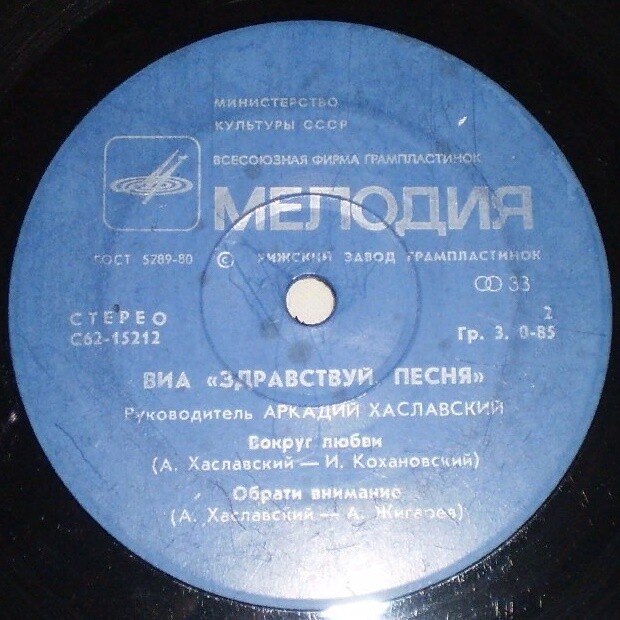 МИНИСТЕРСТВО
КУЛЬТУРЫ СССР
ВСЕСОЮЗНАЯ ФИРМА ГРАМПЛАСТИНОК
МЕЛОДИЯ
ГОСТ 5289-80 © РИЖСКИЙ ЗАВОД ГРАМПЛАСТИНОК
33
СТЕРЕО 2
С62-15212 Гр. 3. 0-85
ВИА «ЗДРАВСТВУЙ, ПЕСНЯ»
Руководитель АРКАДИЙ ХАСЛАВСКИЙ
Вокруг любви
(А. Хаславский — И. Кохановский)
Обрати внимание
(А. Хаславский — А. Жигарев)